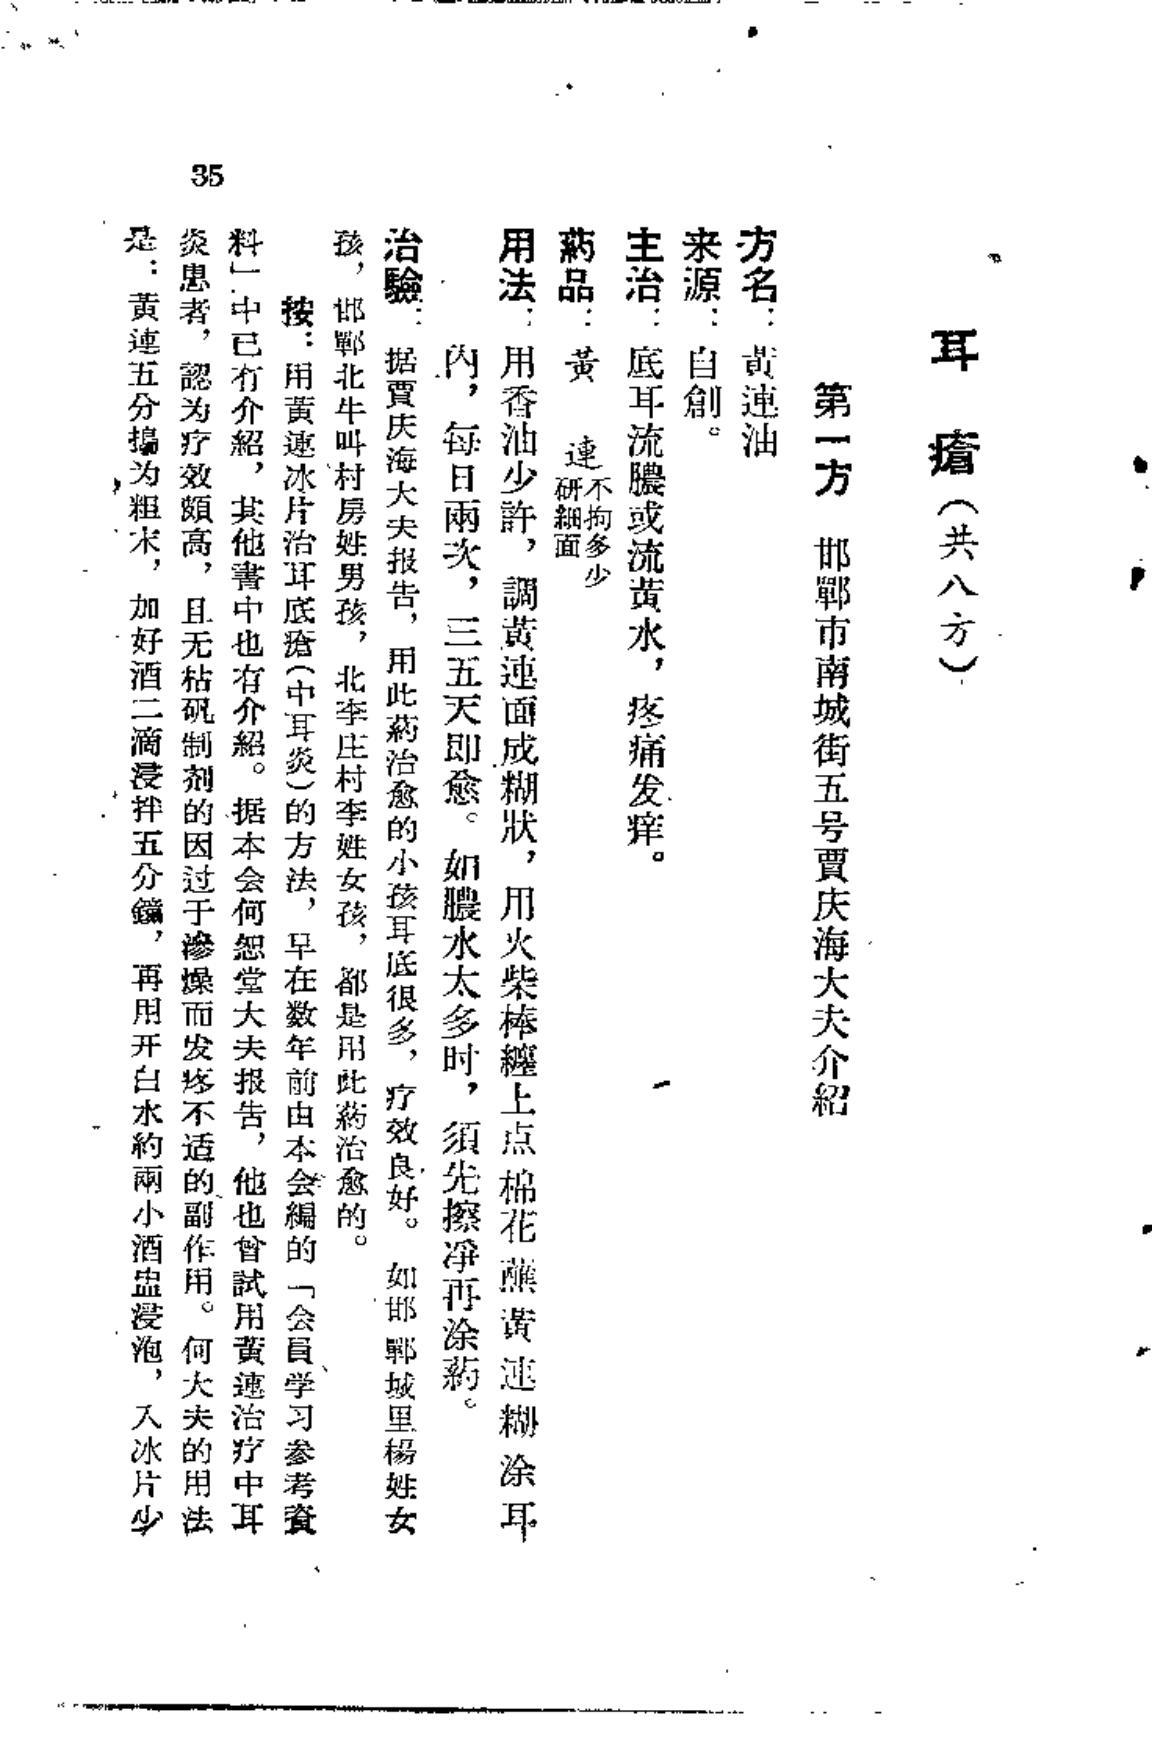 耳瘡（共八方）
第一方　邯鄲市南城街五号賈庆海大夫介紹
方名：黃連油
来源：自創。
主治：底耳流膿或流黃水，疼痛发痒。
药品：黃　連不拘多少研細面
用法：用香油少許，調黃連面成糊狀，用火柴棒纏上点棉花蘸黃連糊涂耳
內，每日兩次，三五天即愈。如膿水太多时，須先擦淨再涂药。
治驗：据賈庆海大夫报告，用此药治愈的小孩耳底很多，疗效良好。如邯鄲城里楊姓女
孩，邯鄲北牛叫村房姓男孩，北李庄村李姓女孩，都是用此药治愈的。
按：用黃連冰片治耳底瘡（中耳炎）的方法，早在数年前由本会編的「会員学习参考資
料」中已有介紹，其他書中也有介紹。据本会何恕堂大夫报告，他也曾試用黃連治疗中耳
炎患者，認为疗效頗高，且无枯矾制剂的因过于滲燥而发疼不适的副作用。何大夫的用法
是：黃連五分搗为粗末，加好酒二滴浸拌五分鐘，再用开白水約兩小酒盅浸泡，入冰片少
35